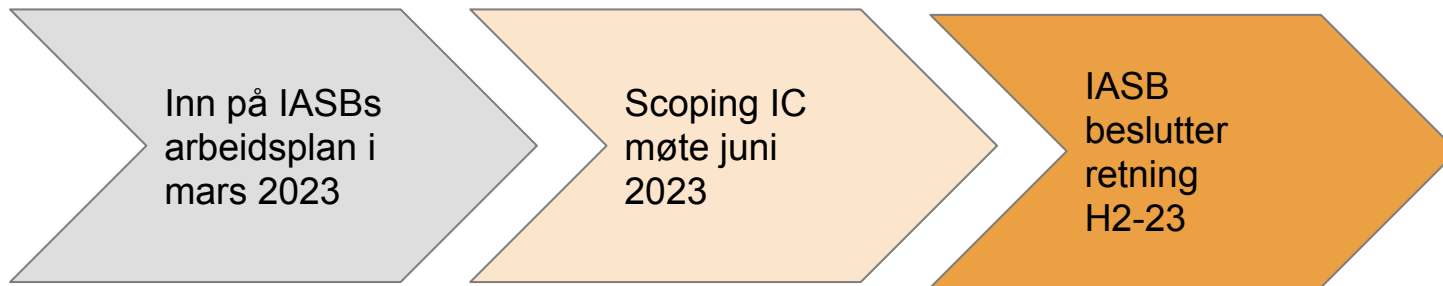 Inn på IASBs
arbeidsplan i
mars 2023
Scoping IC
møte juni
2023
IASB
beslutter
retning
H2-23